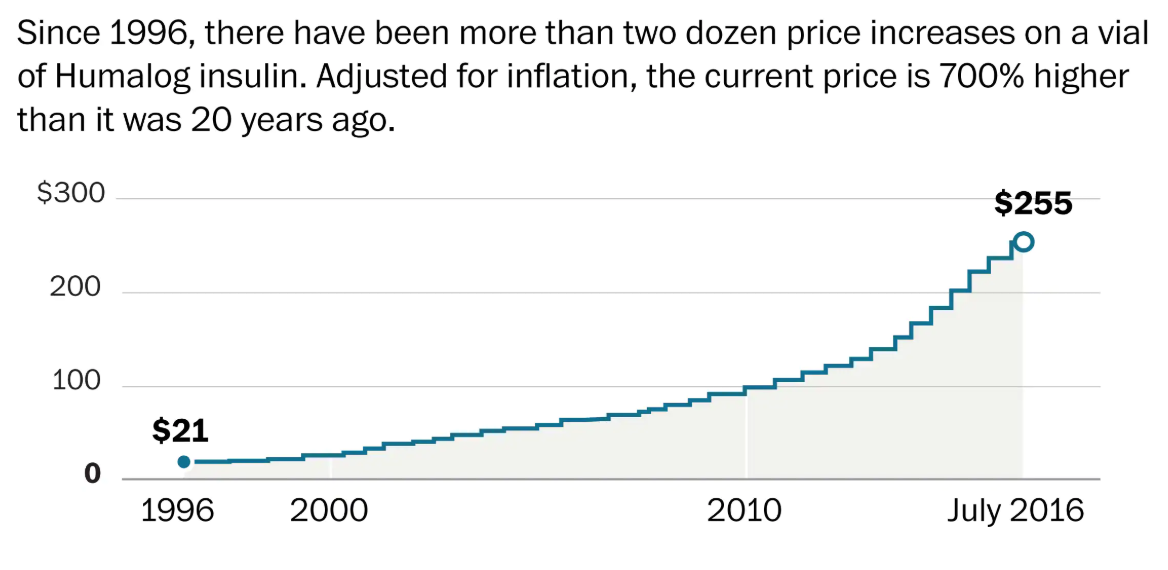 Since 1996, there have been more than two dozen price increases on a vial
of Humalog insulin. Adjusted for inflation, the current price is 700% higher
than it was 20 years ago.
$300
$255
200
100
$21
0
1996 2000 2010 July 2016